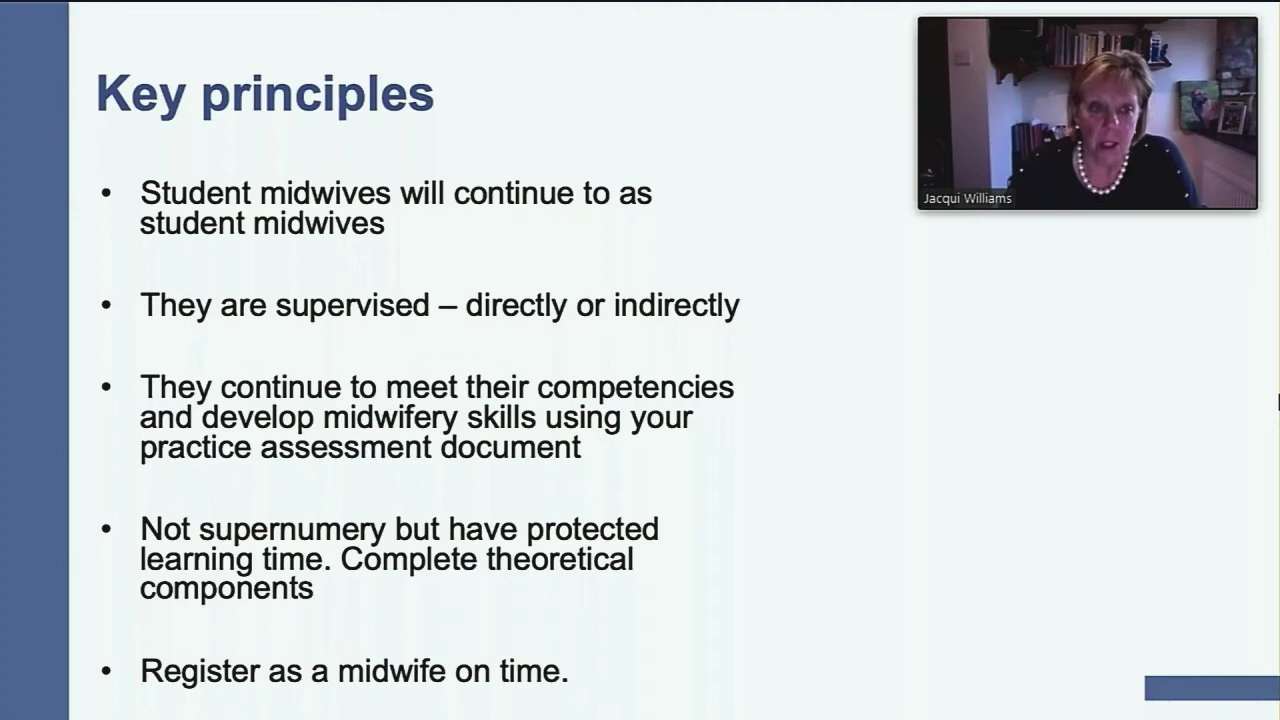 Key principles
• Student midwives will continue to as
student midwives
• They are supervised – directly or indirectly
• They continue to meet their competencies
and develop midwifery skills using your
practice assessment document
• Not supernumery but have protected
learning time. Complete theoretical
components
• Register as a midwife on time.
Jacqui Williams